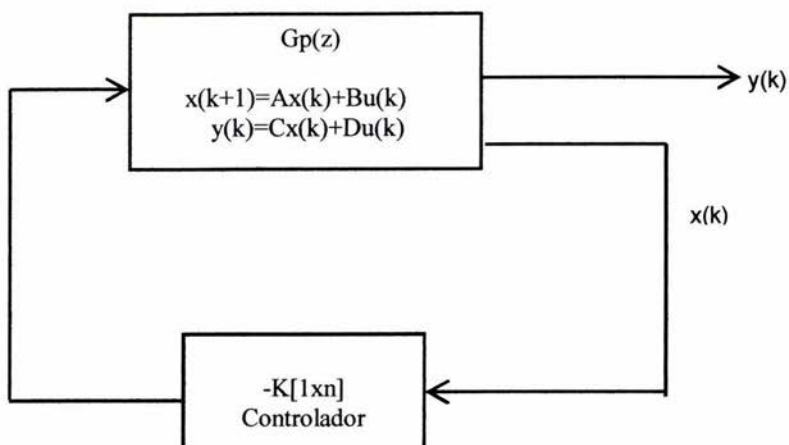 Gp(z)
x(k+1)=Ax(k)+Bu(k)
y(k)=Cx(k)+Du(k)
y(k)
x(k)
-K[1xn]
Controlador